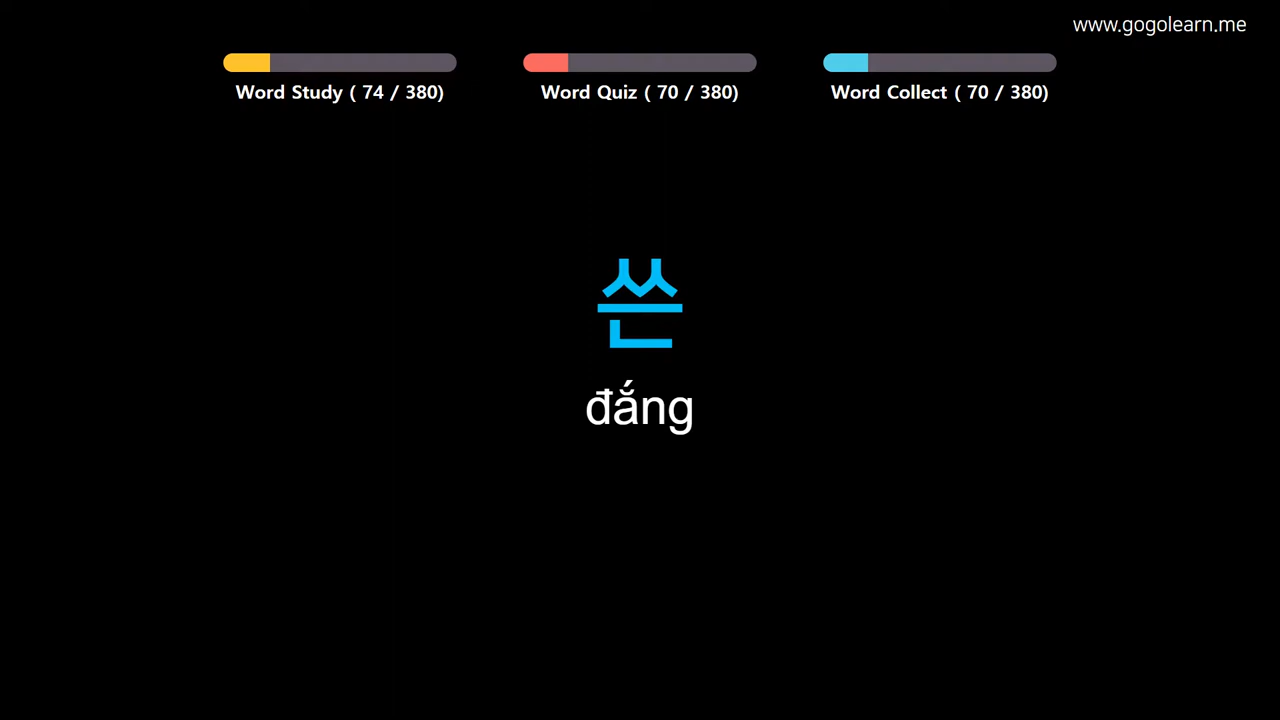 www.gogolearn.me
Word Study ( 74 / 380)
Word Quiz ( 70 / 380)
Word Collect ( 70 / 380)
쓴
đắng